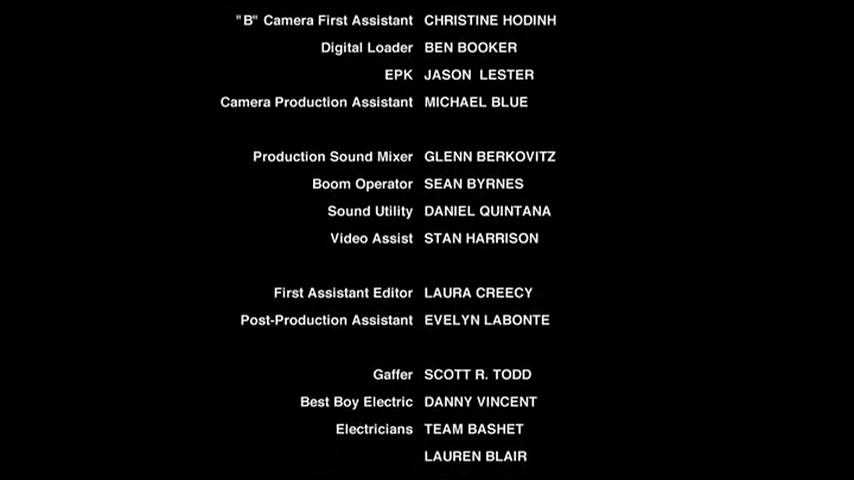 "B" Camera First Assistant CHRISTINE HODINH
Digital Loader BEN BOOKER
EPK JASON LESTER
Camera Production Assistant MICHAEL BLUE
Production Sound Mixer GLENN BERKOVITZ
Boom Operator SEAN BYRNES
Sound Utility DANIEL QUINTANA
Video Assist STAN HARRISON
First Assistant Editor LAURA CREECY
Post-Production Assistant EVELYN LABONTE
Gaffer SCOTT R. TODD
Best Boy Electric DANNY VINCENT
Electricians TEAM BASHET
LAUREN BLAIR